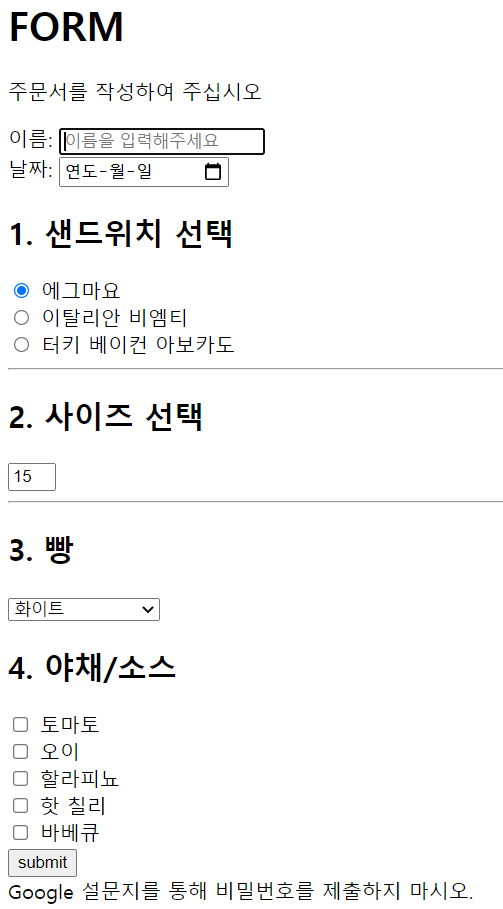 FORM
주문서를 작성하여 주십시오
이름: 이름을 입력해주세요
날짜: 연도-월-일
1. 샌드위치 선택
에그마요
이탈리안 비엠티
터키 베이컨 아보카도
2. 사이즈 선택
15
3. 빵
화이트
4. 야채/소스
토마토
오이
할라피뇨
핫 칠리
바베큐
submit
Google 설문지를 통해 비밀번호를 제출하지 마시오.